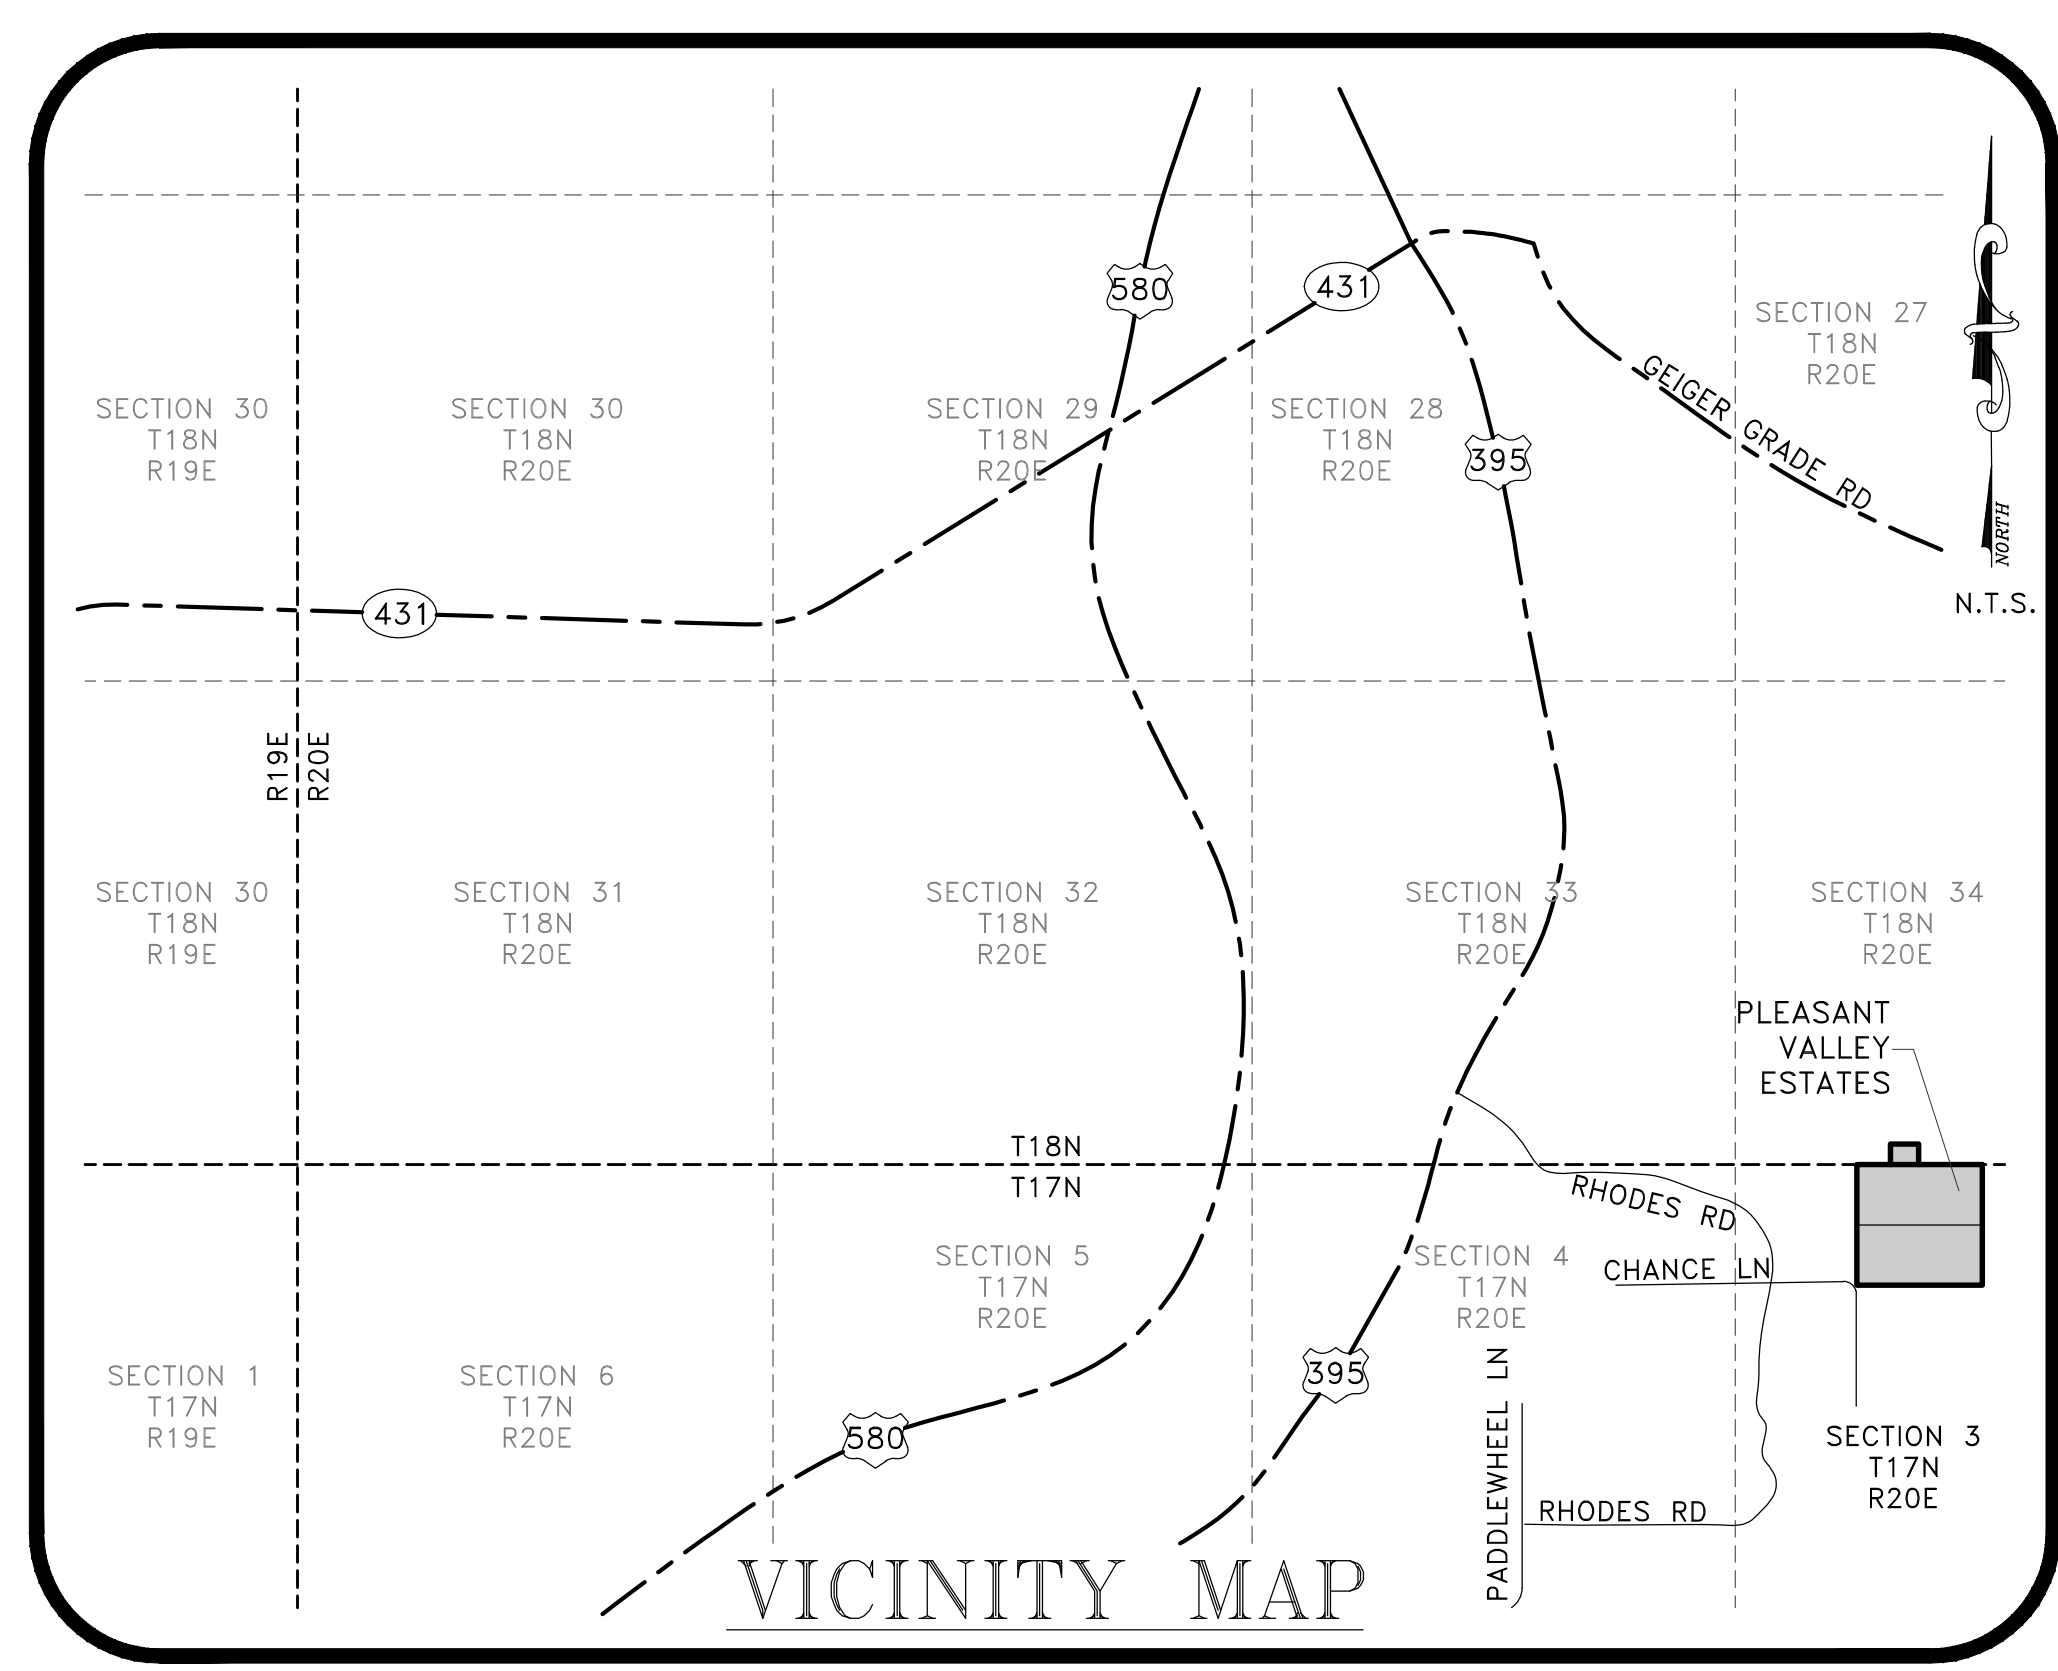 580
431
SECTION 27
T18N
R20E
GEIGER GRADE RD
NORTH
N.T.S.
SECTION 30
T18N
R19E
SECTION 30
T18N
R20E
SECTION 29
T18N
R20E
SECTION 28
T18N
R20E
395
431
R19E
R20E
SECTION 30
T18N
R19E
SECTION 31
T18N
R20E
SECTION 32
T18N
R20E
SECTION 33
T18N
R20E
SECTION 34
T18N
R20E
PLEASANT
VALLEY
ESTATES
T18N
T17N
RHODES RD
SECTION 5
T17N
R20E
SECTION 4
T17N
R20E
CHANCE LN
SECTION 1
T17N
R19E
SECTION 6
T17N
R20E
580
395
PADDLEWHEEL LN
RHODES RD
SECTION 3
T17N
R20E
VICINITY MAP